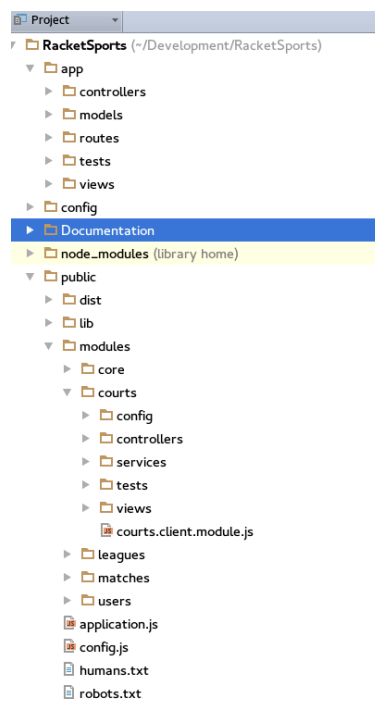 Project
RacketSports (~/Development/RacketSports)
app
controllers
models
routes
tests
views
config
Documentation
node_modules (library home)
public
dist
lib
modules
core
courts
config
controllers
services
tests
views
courts.client.module.js
leagues
matches
users
application.js
config.js
humans.txt
robots.txt